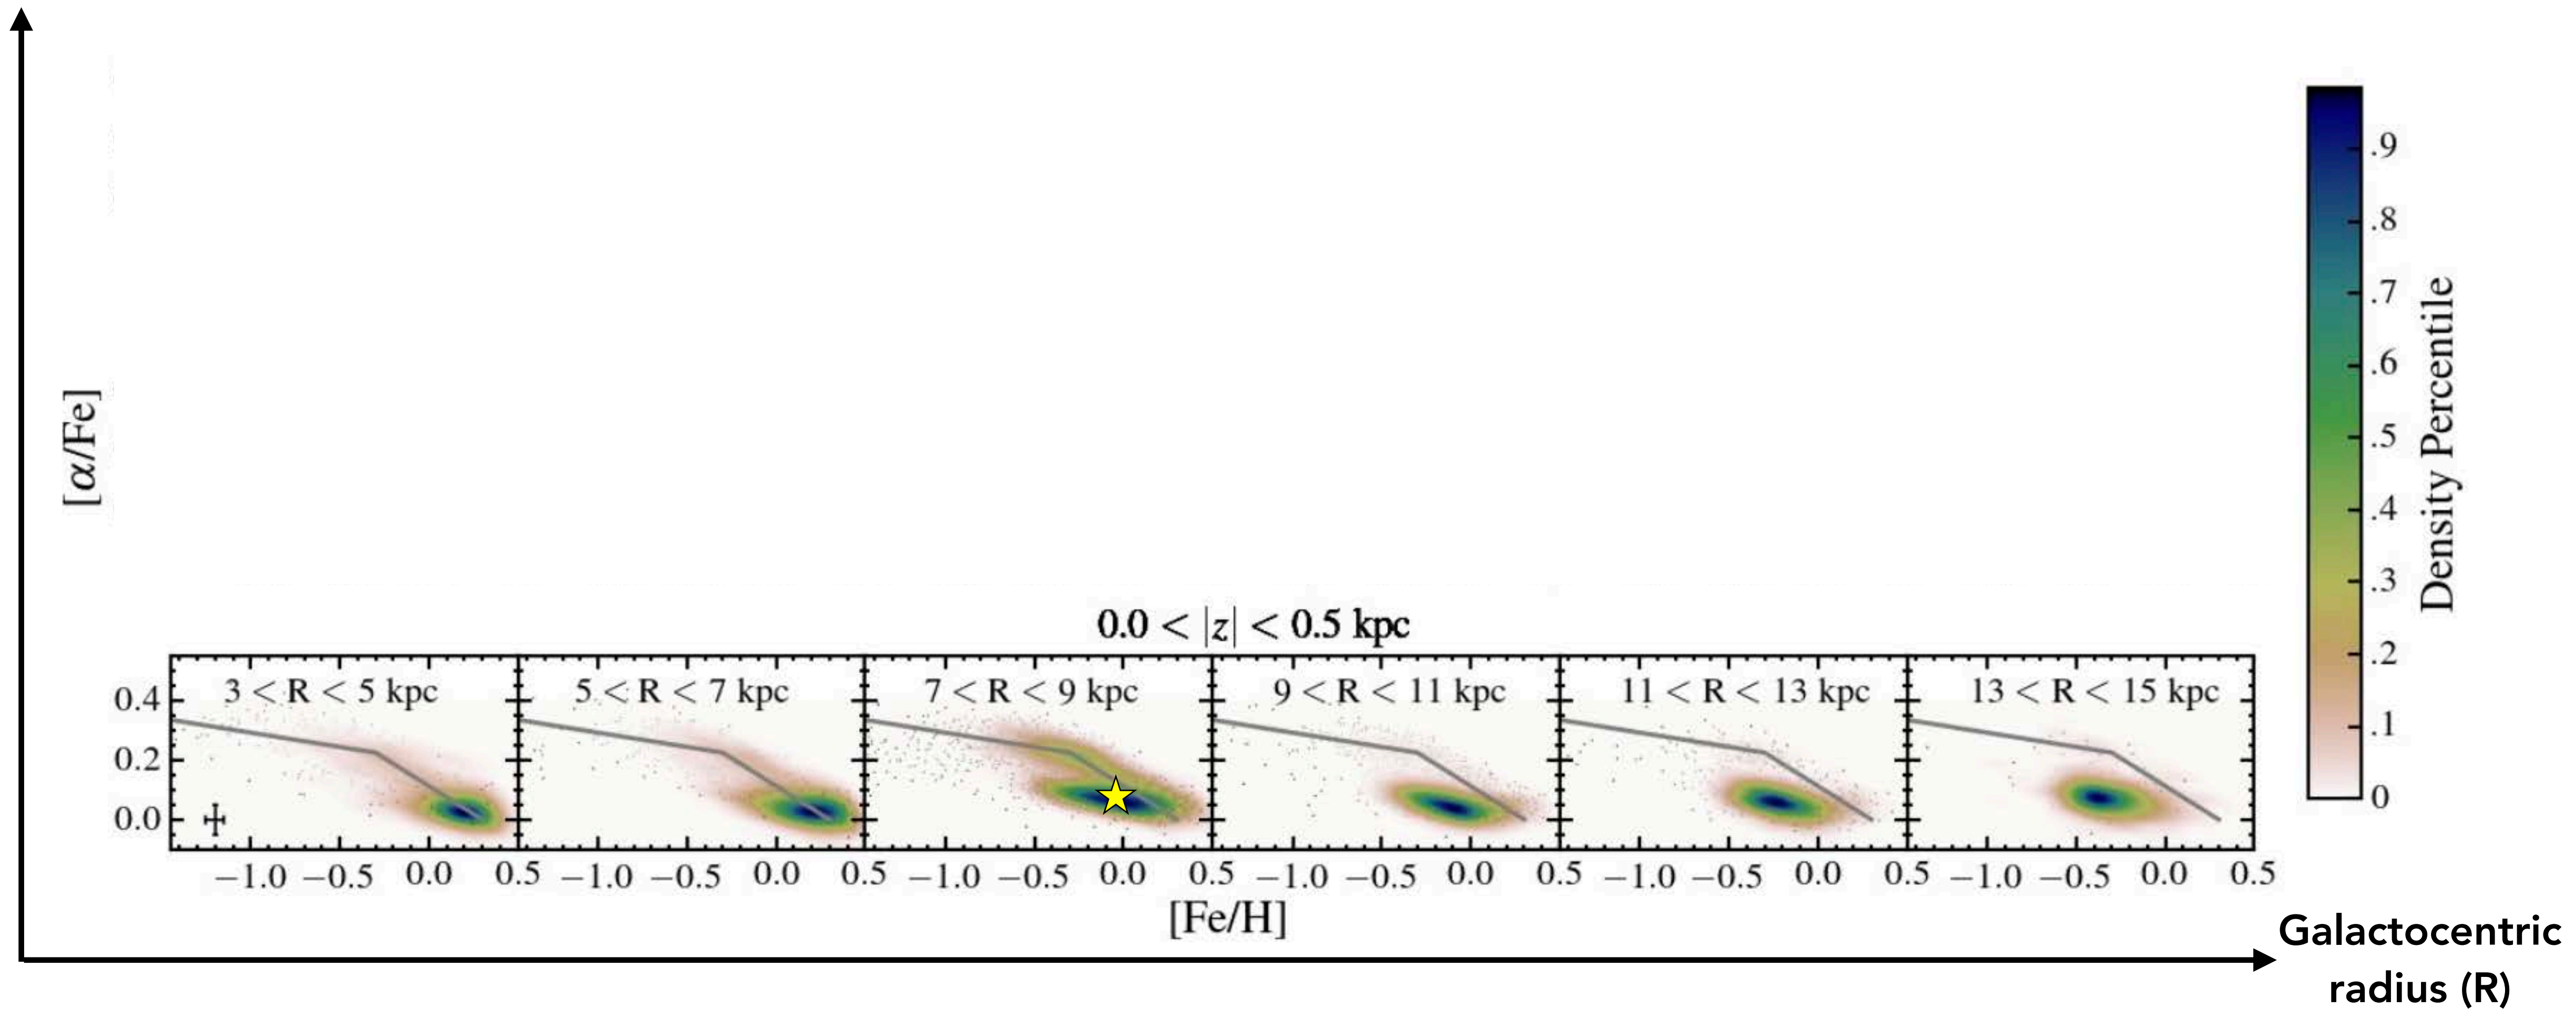 [α/Fe]
0.0 < |z| < 0.5 kpc
3 < R < 5 kpc
5 < R < 7 kpc
7 < R < 9 kpc
9 < R < 11 kpc
11 < R < 13 kpc
13 < R < 15 kpc
0.4
0.2
0.0
−1.0 −0.5 0.0 0.5 −1.0 −0.5 0.0 0.5 −1.0 −0.5 0.0 0.5 −1.0 −0.5 0.0 0.5 −1.0 −0.5 0.0 0.5 −1.0 −0.5 0.0 0.5
[Fe/H]
Galactocentric
radius (R)
.9
.8
.7
.6
.5
.4
.3
.2
.1
0
Density Percentile